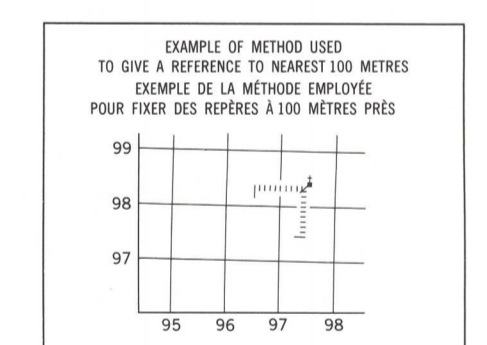 EXAMPLE OF METHOD USED
TO GIVE A REFERENCE TO NEAREST 100 METRES
EXEMPLE DE LA MÉTHODE EMPLOYÉE
POUR FIXER DES REPÈRES À 100 MÈTRES PRÈS
99
98
97
95 96 97 98